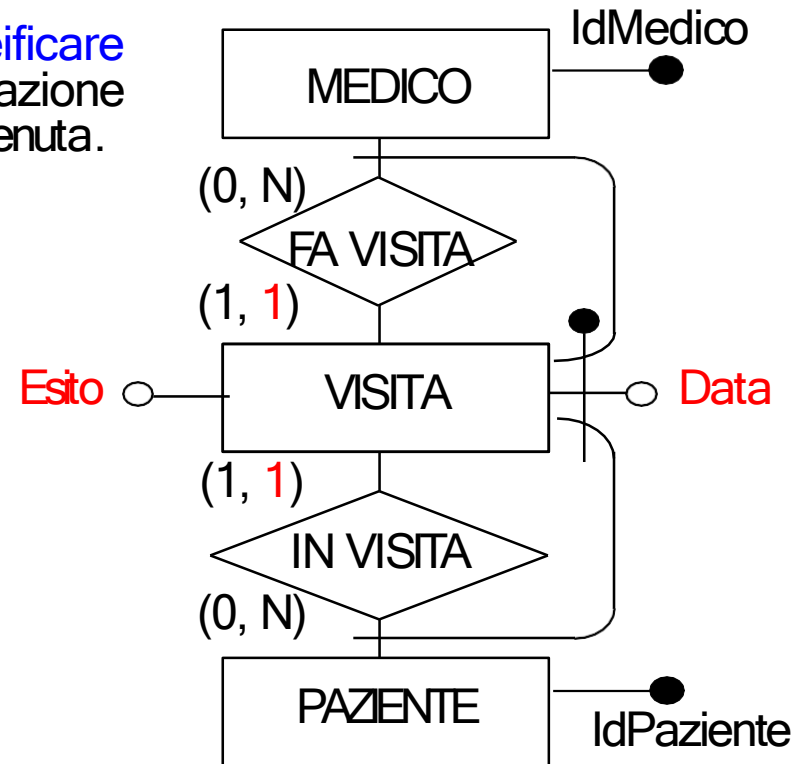 eificare
azione
enuta.
IdMedico
MEDICO
(0, N)
FA VISITA
(1, 1)
Esito
VISITA
Data
(1, 1)
IN VISITA
(0, N)
PAZIENTE
IdPaziente